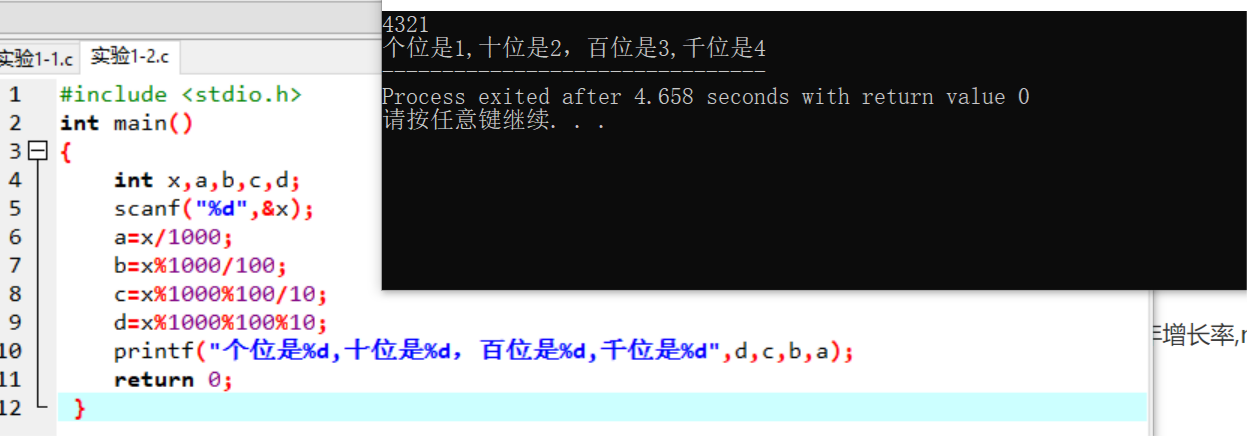 实验1-1.c 实验1-2.c
1 #include <stdio.h>
2 int main()
3 {
4 int x,a,b,c,d;
5 scanf("%d",&x);
6 a=x/1000;
7 b=x%1000/100;
8 c=x%1000%100/10;
9 d=x%1000%100%10;
10 printf("个位是%d,十位是%d，百位是%d,千位是%d",d,c,b,a);
11 return 0;
12 }
4321
个位是1,十位是2，百位是3,千位是4
--------------------------------
Process exited after 4.658 seconds with return value 0
请按任意键继续. . .
增长率,